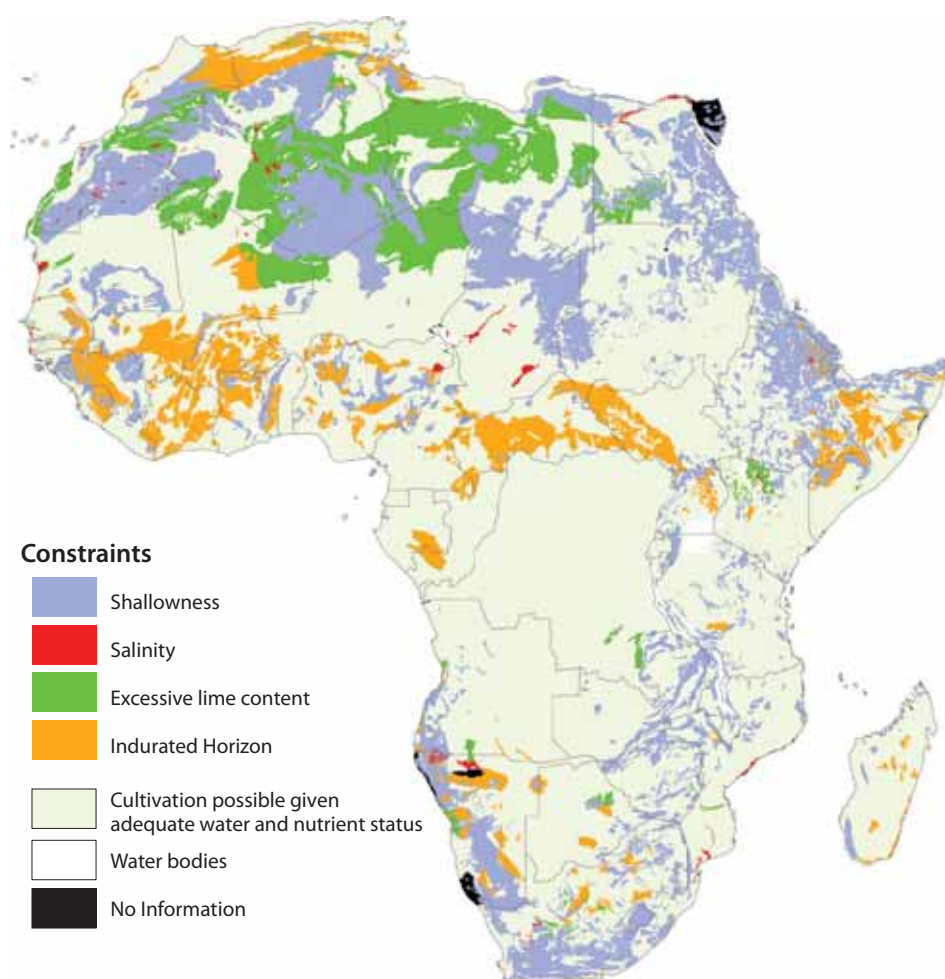 Constraints
Shallowness
Salinity
Excessive lime content
Indurated Horizon
Cultivation possible given
adequate water and nutrient status
Water bodies
No Information